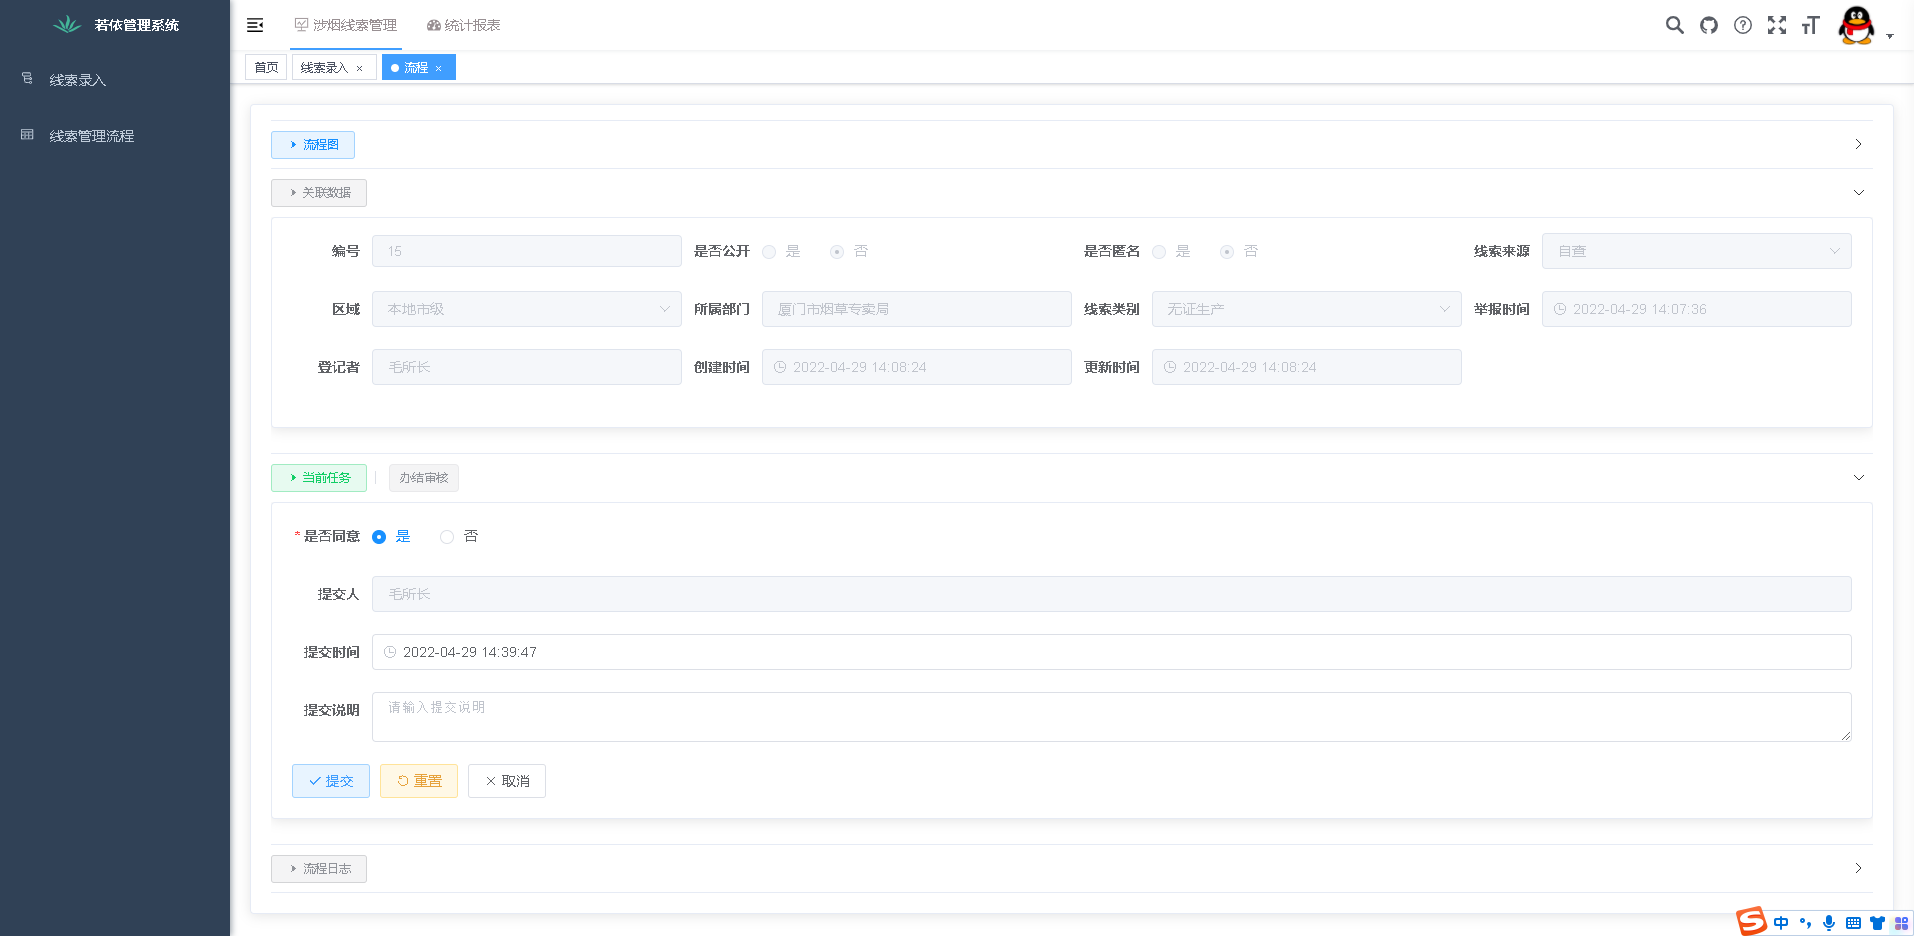 若依管理系统
涉烟线索管理 统计报表
首页 线索录入 × 流程 ×
线索录入
线索管理流程
流程图
关联数据
编号 15 是否公开 是 否 是否匿名 是 否 线索来源 自查
区域 本地市级 所属部门 厦门市烟草专卖局 线索类别 无证生产 举报时间 2022-04-29 14:07:36
登记者 毛所长 创建时间 2022-04-29 14:08:24 更新时间 2022-04-29 14:08:24
当前任务 办结审核
* 是否同意 是 否
提交人 毛所长
提交时间 2022-04-29 14:39:47
提交说明 请输入提交说明
提交 重置 取消
流程日志
S 中